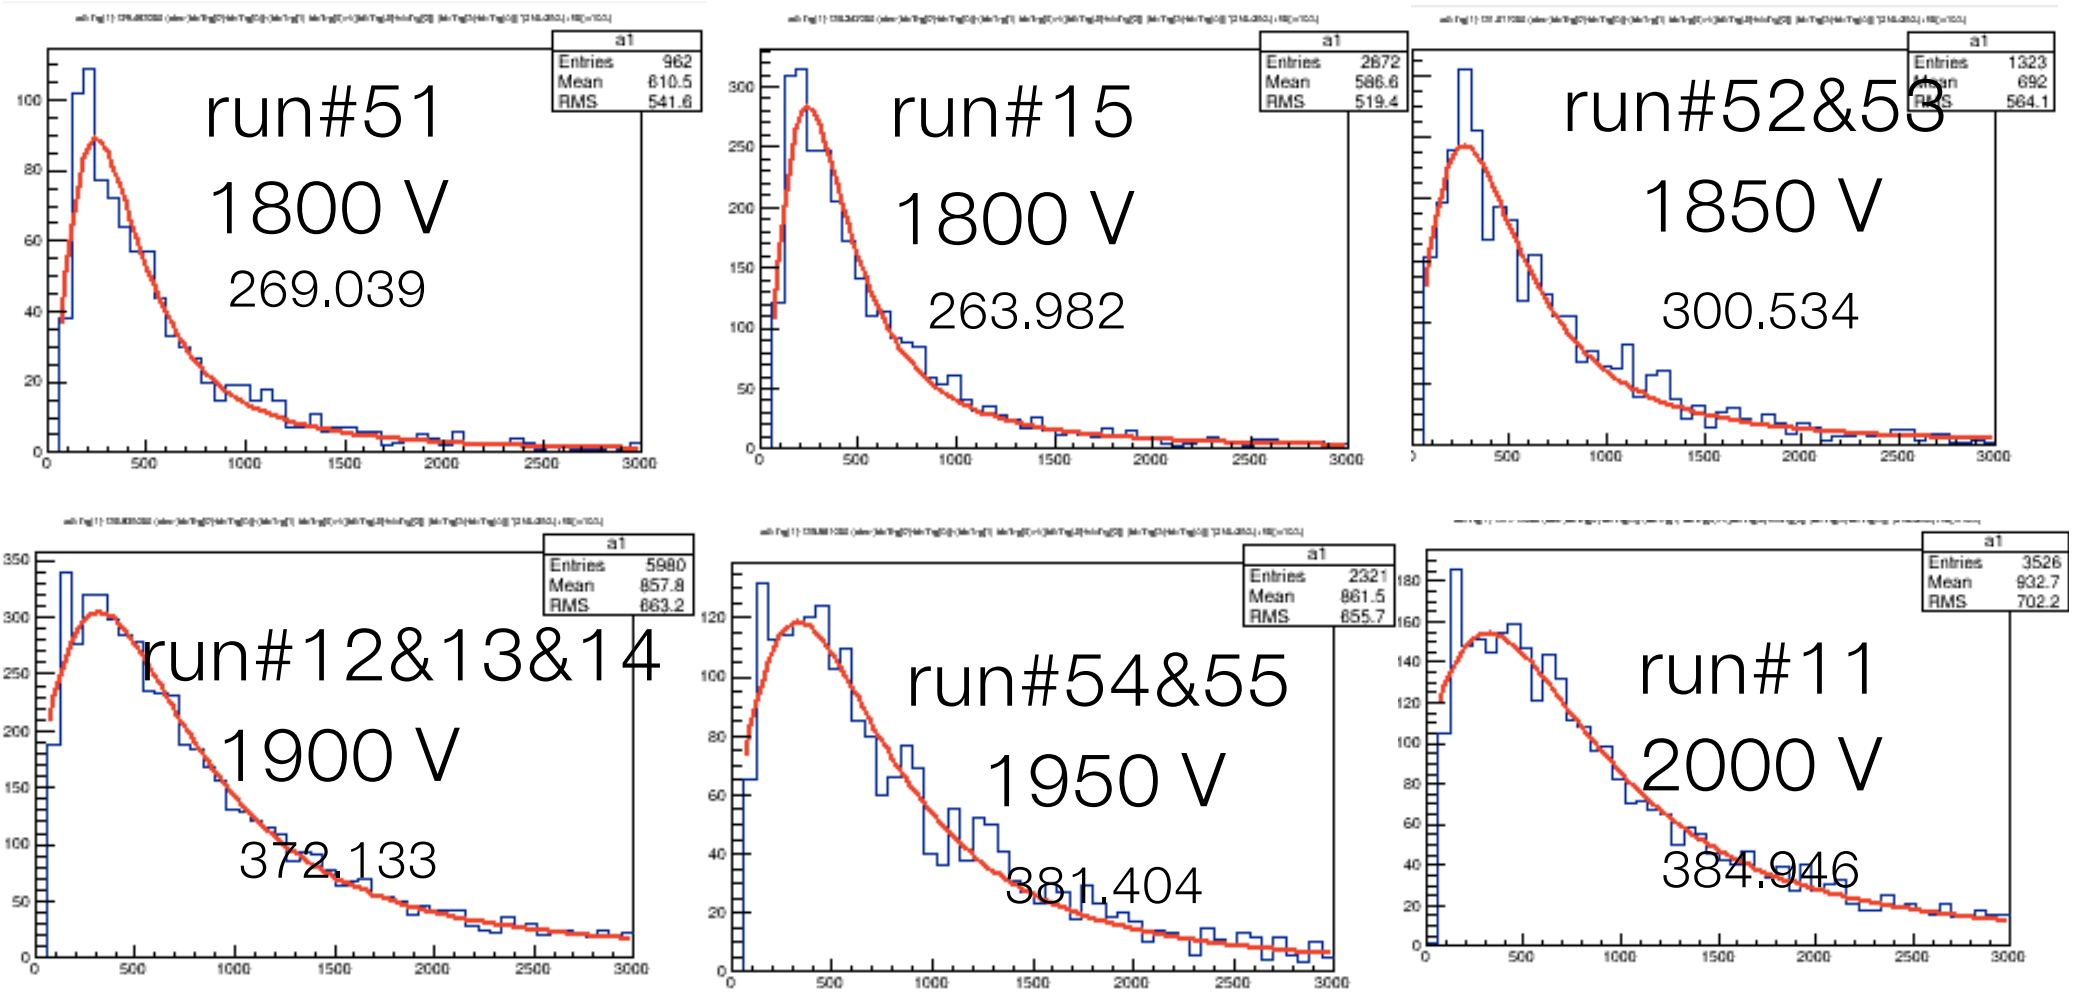 a1
Entries 962
Mean 610.5
RMS 541.6
run#51
1800 V
269.039
100
80
60
40
20
0
0 500 1000 1500 2000 2500 3000
a1
Entries 2672
Mean 586.6
RMS 519.4
run#15
1800 V
263.982
300
250
200
150
100
50
0
0 500 1000 1500 2000 2500 3000
a1
Entries 1323
Mean 692
RMS 564.1
run#52&53
1850 V
300.534
500 1000 1500 2000 2500 3000
a1
Entries 5980
Mean 857.8
RMS 663.2
run#12&13&14
1900 V
372.133
350
300
250
200
150
100
50
0
0 500 1000 1500 2000 2500 3000
a1
Entries 2321
Mean 861.5
RMS 655.7
run#54&55
1950 V
381.404
120
100
80
60
40
20
0
0 500 1000 1500 2000 2500 3000
a1
Entries 3526
Mean 932.7
RMS 702.2
run#11
2000 V
384.946
180
160
140
120
100
80
60
40
20
0
0 500 1000 1500 2000 2500 3000